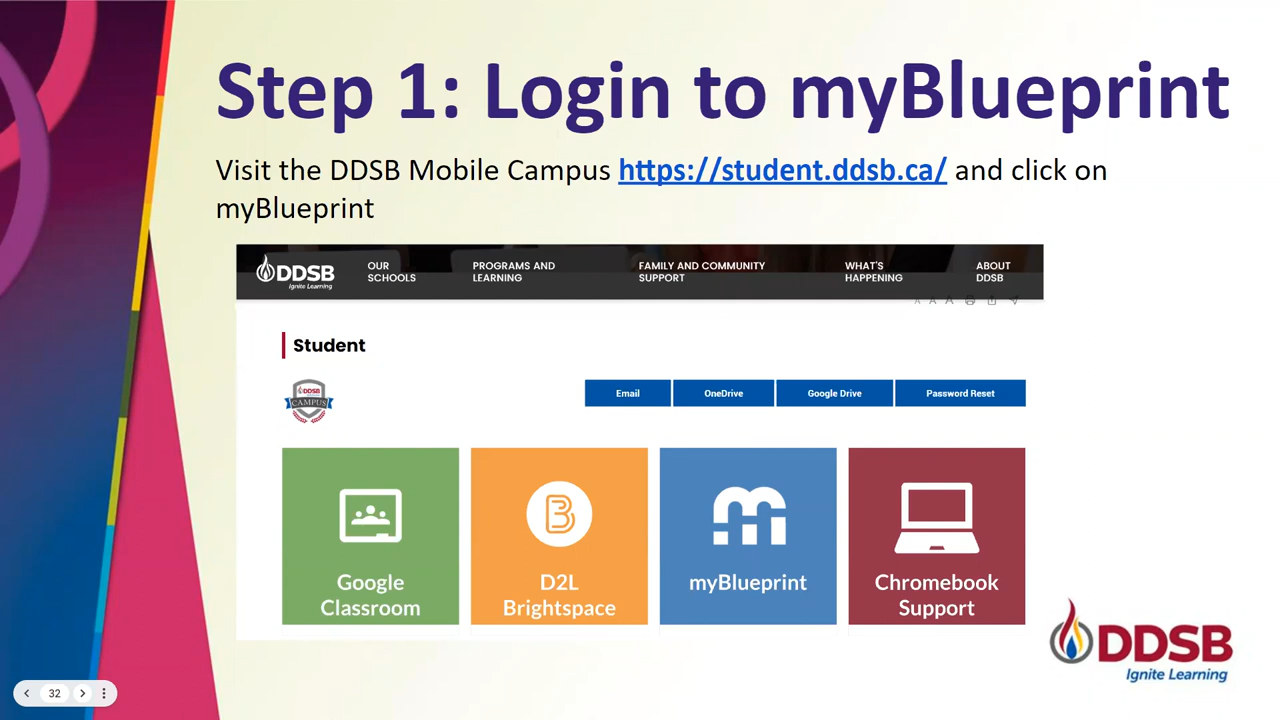 Step 1: Login to myBlueprint
Visit the DDSB Mobile Campus https://student.ddsb.ca/ and click on
myBlueprint
DDSB
Ignite Learning
OUR
SCHOOLS
PROGRAMS AND
LEARNING
FAMILY AND COMMUNITY
SUPPORT
WHAT'S
HAPPENING
ABOUT
DDSB
A A A
Student
DDSB
CAMPUS
Email
OneDrive
Google Drive
Password Reset
Google
Classroom
D2L
Brightspace
myBlueprint
Chromebook
Support
DDSB
Ignite Learning
32